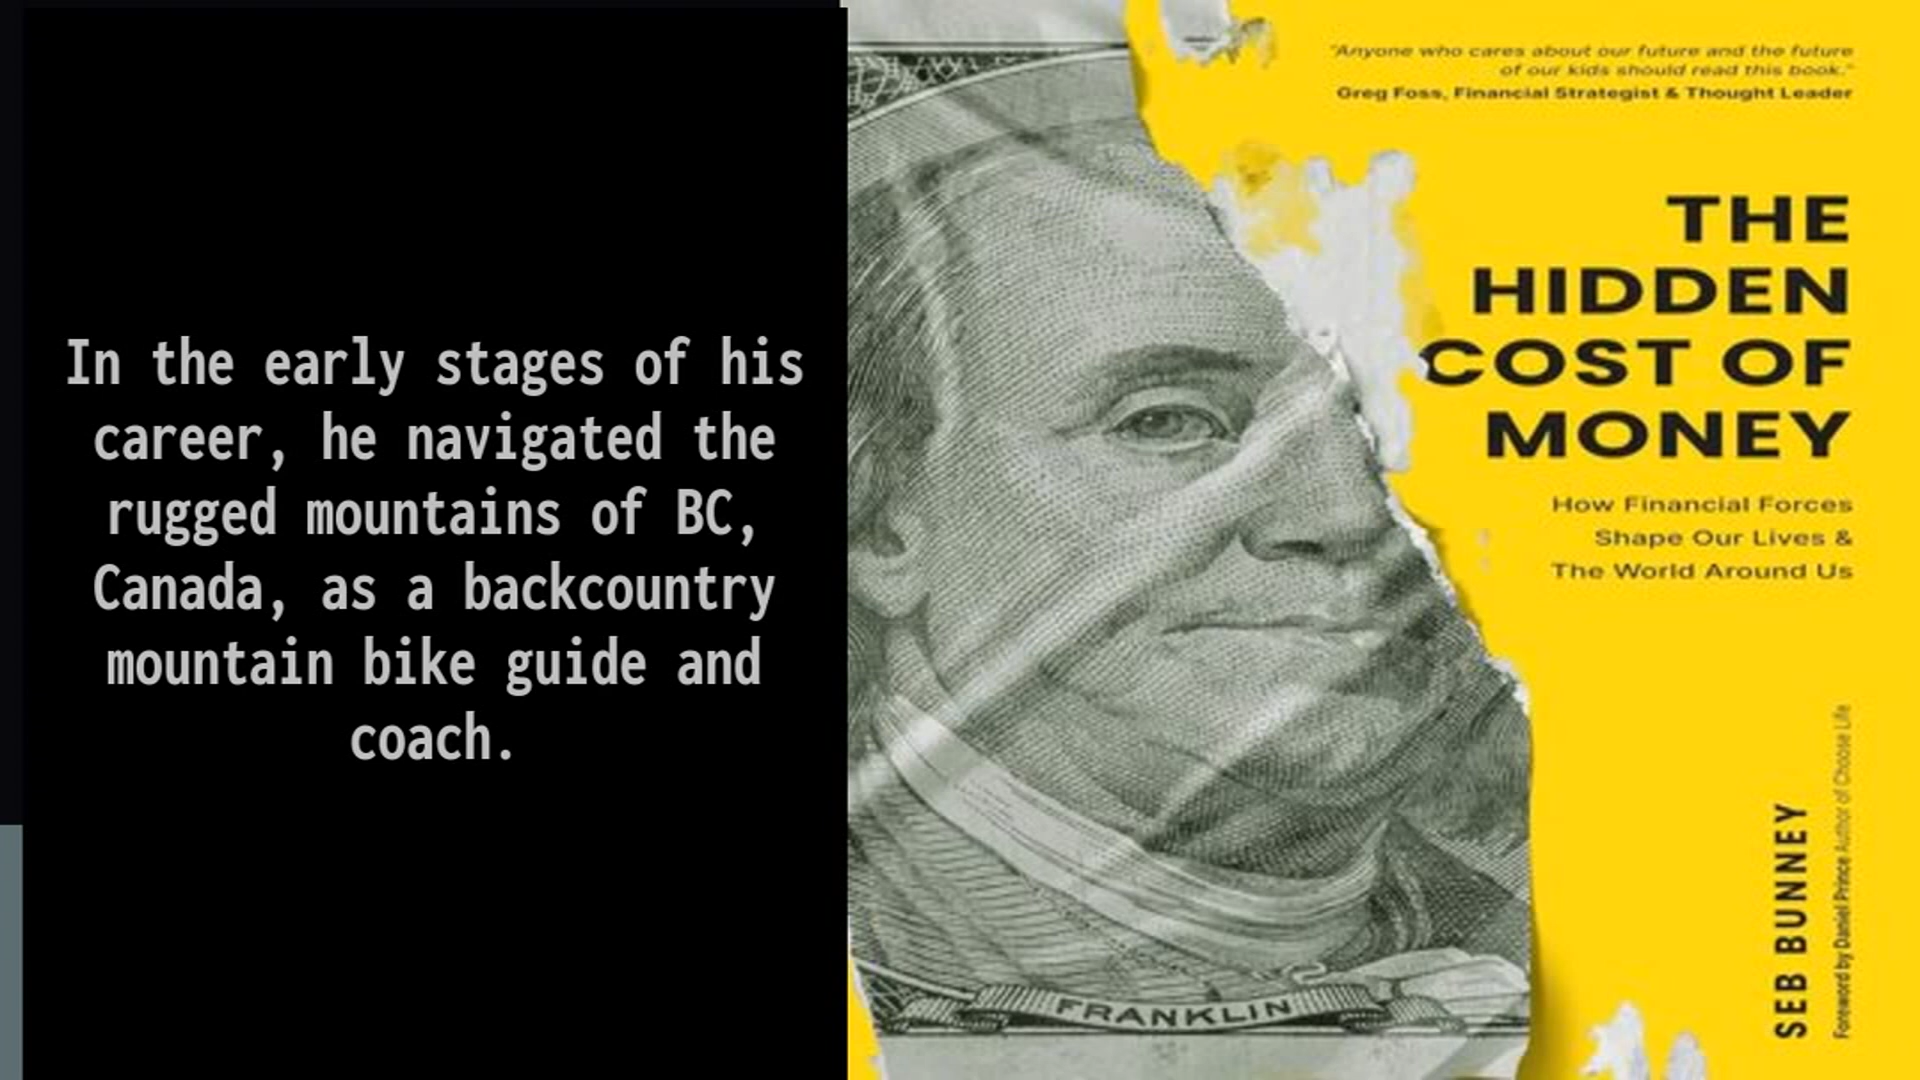 In the early stages of his
career, he navigated the
rugged mountains of BC,
Canada, as a backcountry
mountain bike guide and
coach.
"Anyone who cares about our future and the future
of our kids should read this book."
Greg Foss, Financial Strategist & Thought Leader
THE
HIDDEN
COST OF
MONEY
How Financial Forces
Shape Our Lives &
The World Around Us
SEB BUNNEY
Foreword by Daniel Prince Author of Choose Life
FRANKLIN